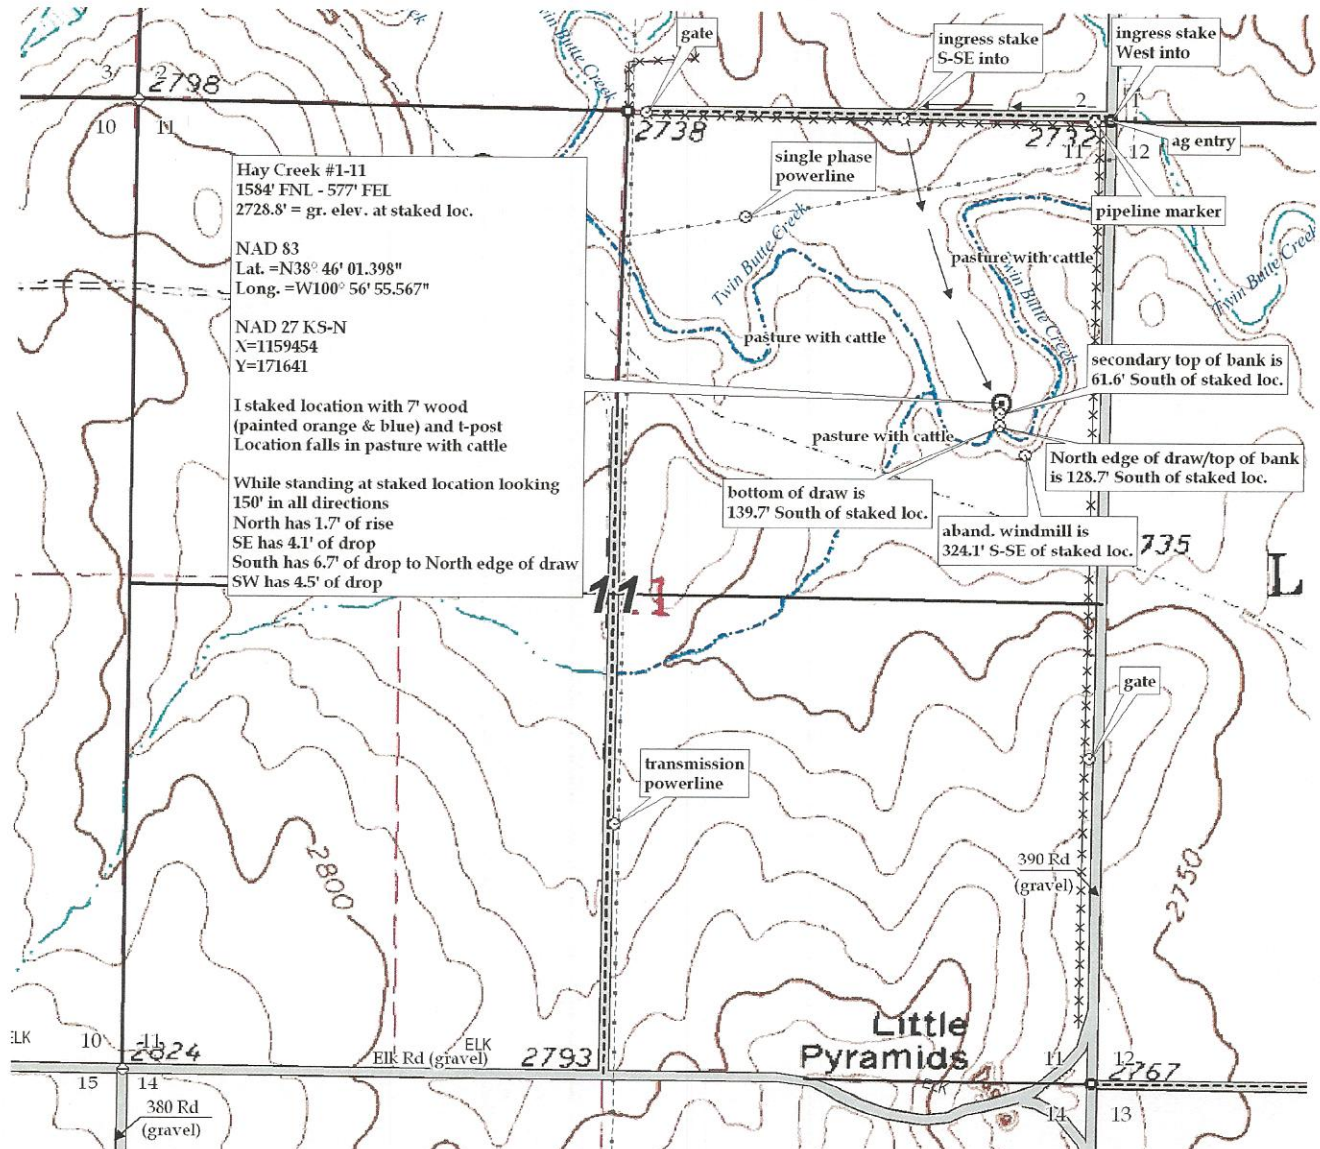 Twin Butte Creek
gate
ingress stake
S-SE into
ingress stake
West into
3
2
2798
10
11
2738
2
1
2732
11
12
ag entry
single phase
powerline
pipeline marker
Hay Creek #1-11
1584' FNL - 577' FEL
2728.8' = gr. elev. at staked loc.
NAD 83
Lat. =N38° 46' 01.398"
Long. =W100° 56' 55.567"
NAD 27 KS-N
X=1159454
Y=171641
I staked location with 7' wood
(painted orange & blue) and t-post
Location falls in pasture with cattle
While standing at staked location looking
150' in all directions
North has 1.7' of rise
SE has 4.1' of drop
South has 6.7' of drop to North edge of draw
SW has 4.5' of drop
Twin Butte Creek
pasture with cattle
Twin Butte Creek
Twin Butte Creek
pasture with cattle
secondary top of bank is
61.6' South of staked loc.
pasture with cattle
North edge of draw/top of bank
is 128.7' South of staked loc.
bottom of draw is
139.7' South of staked loc.
aband. windmill is
324.1' S-SE of staked loc.
735
L
11
1
gate
transmission
powerline
2800
390 Rd
(gravel)
2750
Little
Pyramids
ELK
10
11
2824
ELK
Elk Rd (gravel)
2793
11
12
2767
ELK
15
14
14
13
380 Rd
(gravel)